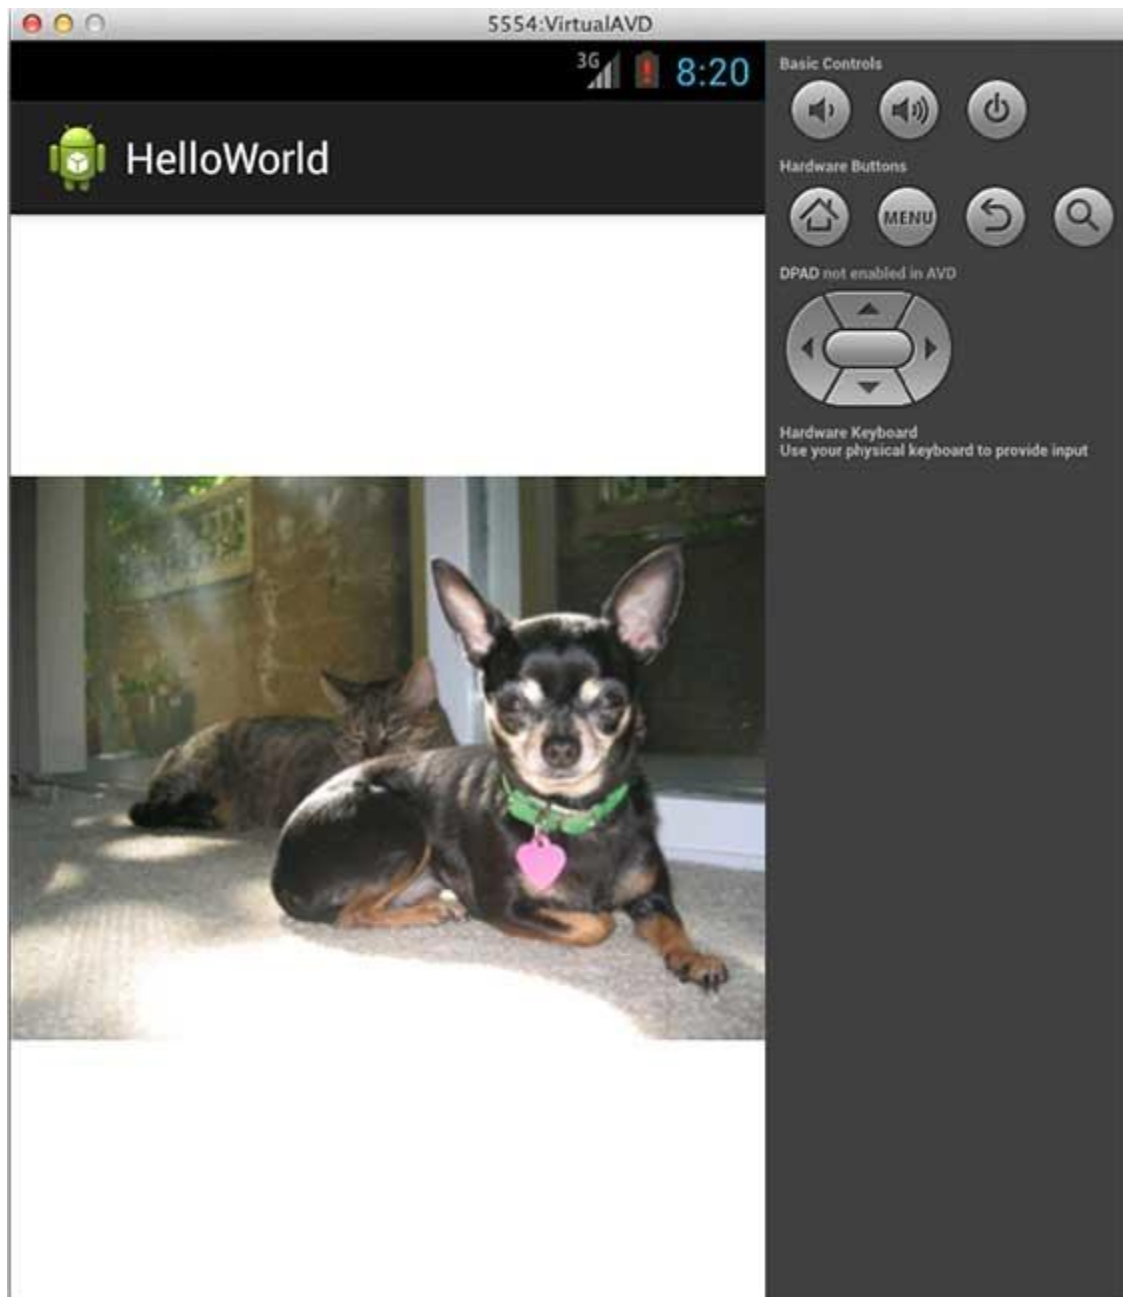 5554:VirtualAVD
3G
8:20
HelloWorld
Basic Controls
Hardware Buttons
MENU
DPAD not enabled in AVD
Hardware Keyboard
Use your physical keyboard to provide input